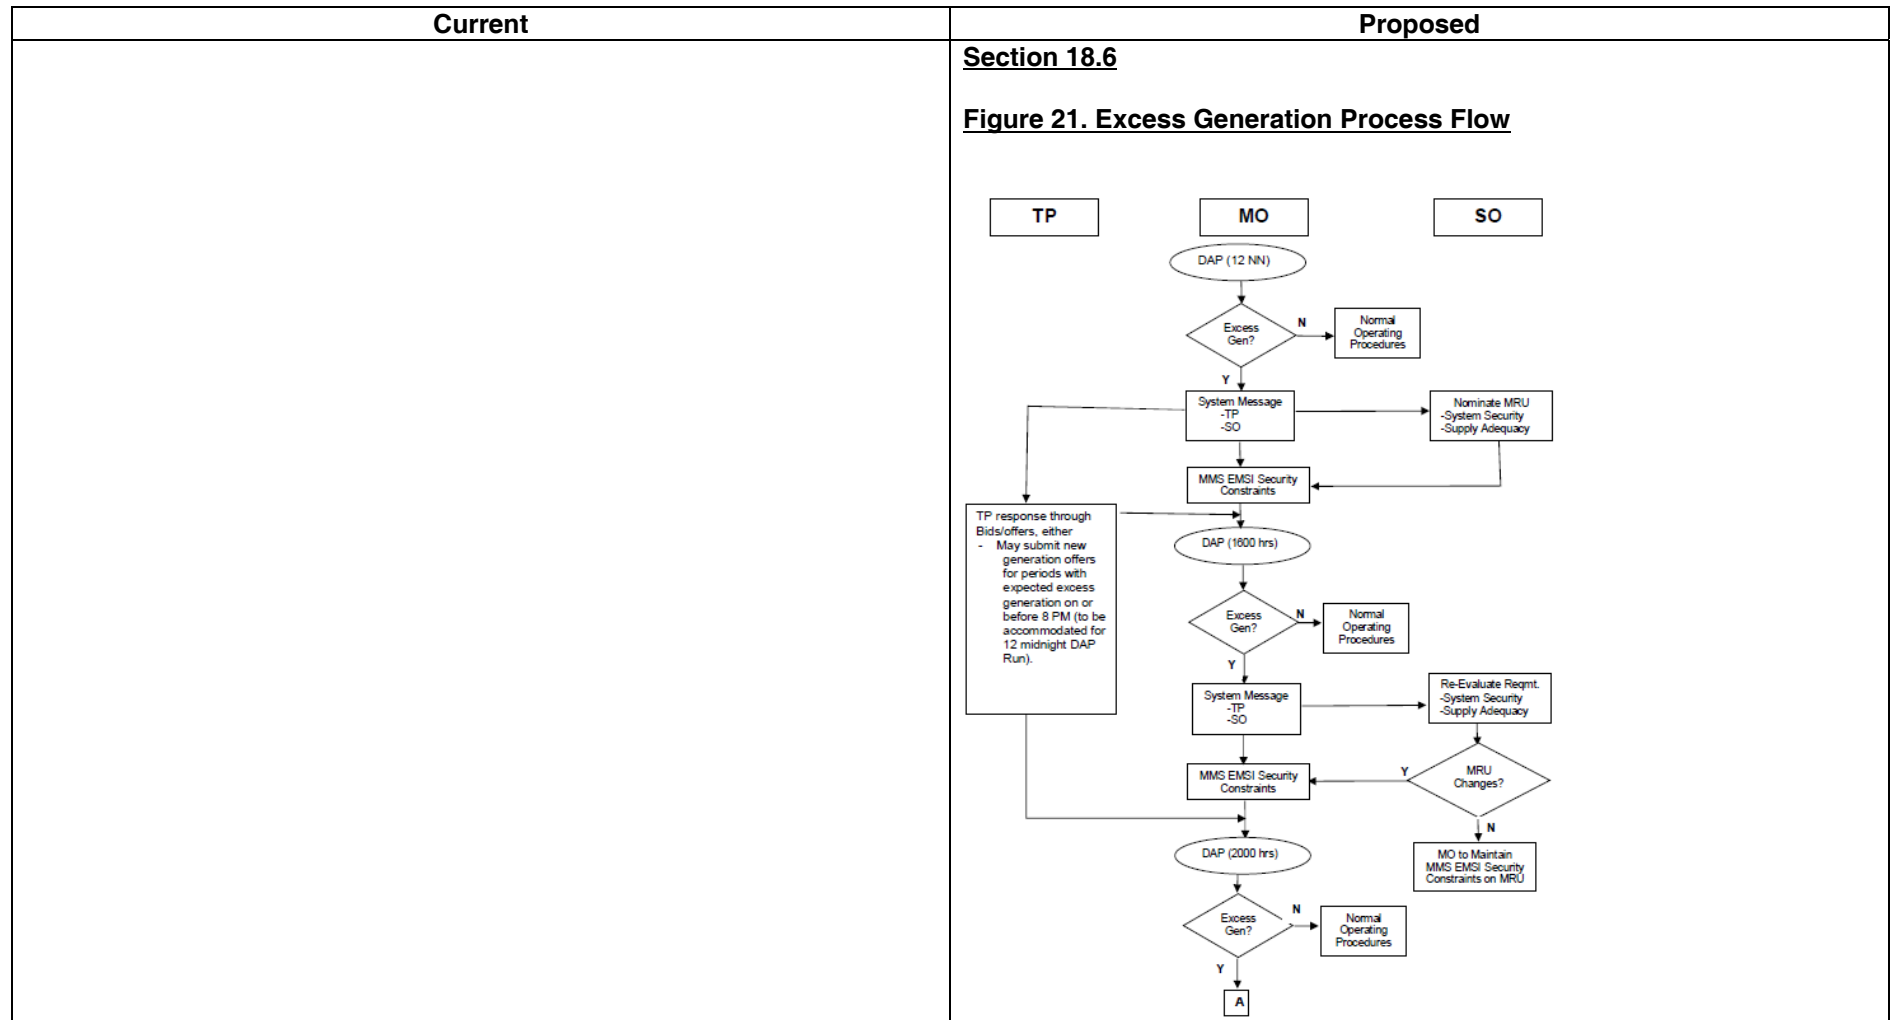 Current
Proposed
Section 18.6
Figure 21. Excess Generation Process Flow
TP
MO
SO
DAP (12 NN)
Excess
Gen?
N
Normal
Operating
Procedures
Y
System Message
-TP
-SO
Nominate MRU
-System Security
-Supply Adequacy
MMS EMSI Security
Constraints
TP response through
Bids/offers, either
- May submit new
generation offers
for periods with
expected excess
generation on or
before 8 PM (to be
accommodated for
12 midnight DAP
Run).
DAP (1600 hrs)
Excess
Gen?
N
Normal
Operating
Procedures
Y
System Message
-TP
-SO
Re-Evaluate Reqmt.
-System Security
-Supply Adequacy
MMS EMSI Security
Constraints
Y
MRU
Changes?
N
MO to Maintain
MMS EMSI Security
Constraints on MRU
DAP (2000 hrs)
Excess
Gen?
N
Normal
Operating
Procedures
Y
A